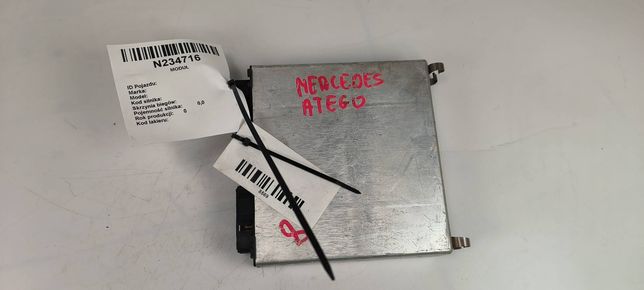 N234716
MODUŁ
ID Pojazdu:
Marka:
Model:
Kod silnika:
Skrzynia biegów:
Pojemność silnika: 0,0
Rok produkcji: 0
Kod lakieru:
MERCEDES
ATEGO